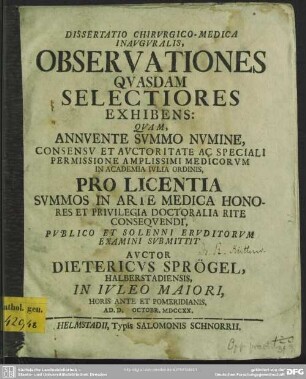 DISSERTATIO CHIRVRGICO-MEDICA
INAVGVRALIS,
OBSERVATIONES
QVASDAM
SELECTIORES
EXHIBENS:
QVAM,
ANNVENTE SVMMO NVMINE,
CONSENSV ET AVCTORITATE AC SPECIALI
PERMISSIONE AMPLISSIMI MEDICORVM
IN ACADEMIA IVLIA ORDINIS,
PRO LICENTIA
SVMMOS IN ARTE MEDICA HONO-
RES ET PRIVILEGIA DOCTORALIA RITE
CONSEQVENDI,
PVBLICO ET SOLENNI ERVDITORVM
EXAMINI SVBMITTIT
AVCTOR
DIETERICVS SPRÖGEL,
HALBERSTADIENSIS,
IN IVLEO MAIORI,
HORIS ANTE ET POMERIDIANIS,
AD. D. OCTOBR. MDCCXX.
HELMSTADII, Typis SALOMONIS SCHNORRII.
athol. gen.